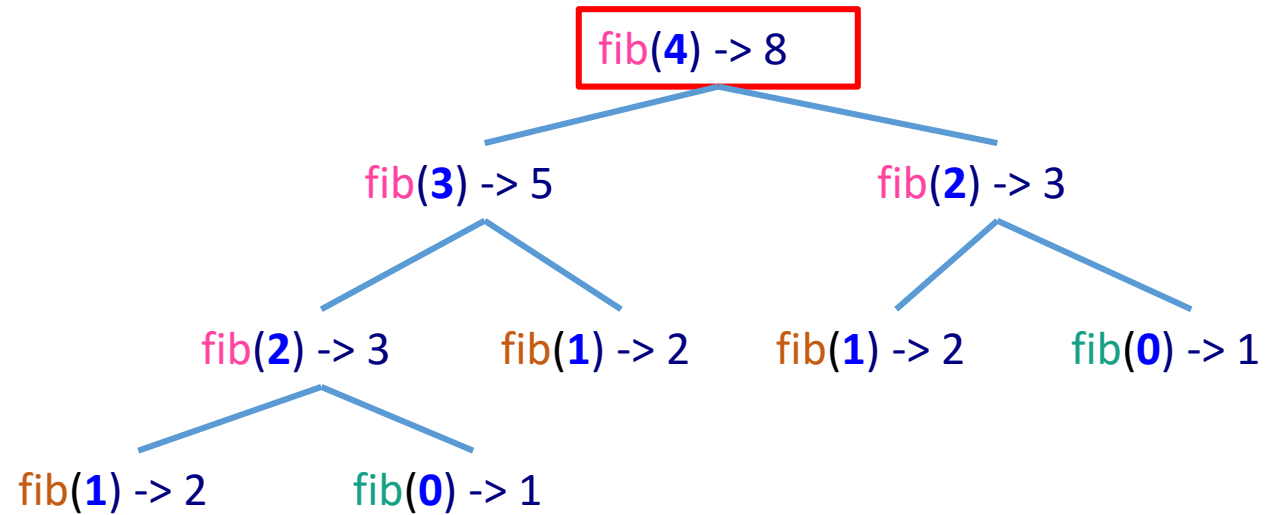 fib(4) -> 8
fib(3) -> 5
fib(2) -> 3
fib(2) -> 3
fib(1) -> 2
fib(1) -> 2
fib(0) -> 1
fib(1) -> 2
fib(0) -> 1